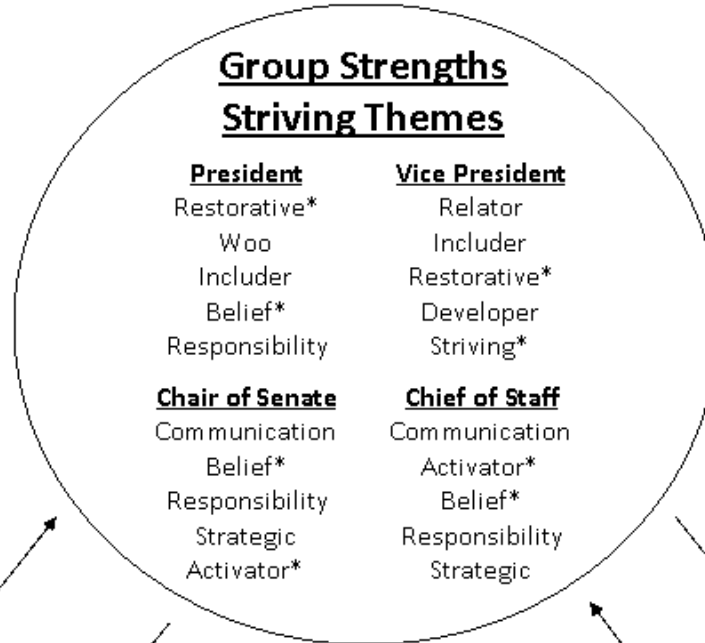 Group Strengths
Striving Themes
President
Restorative*
Woo
Includer
Belief*
Responsibility
Vice President
Relator
Includer
Restorative*
Developer
Striving*
Chair of Senate
Communication
Belief*
Responsibility
Strategic
Activator*
Chief of Staff
Communication
Activator*
Belief*
Responsibility
Strategic